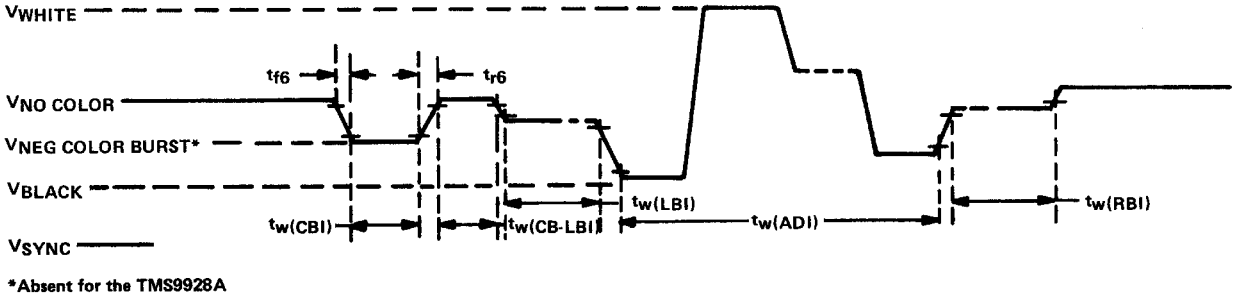 VWHITE
tf6
tr6
VNO COLOR
VNEG COLOR BURST*
VBLACK
tw(LBI)
tw(RBI)
tw(CBI)
tw(CB-LBI)
tw(ADI)
VSYNC
*Absent for the TMS9928A